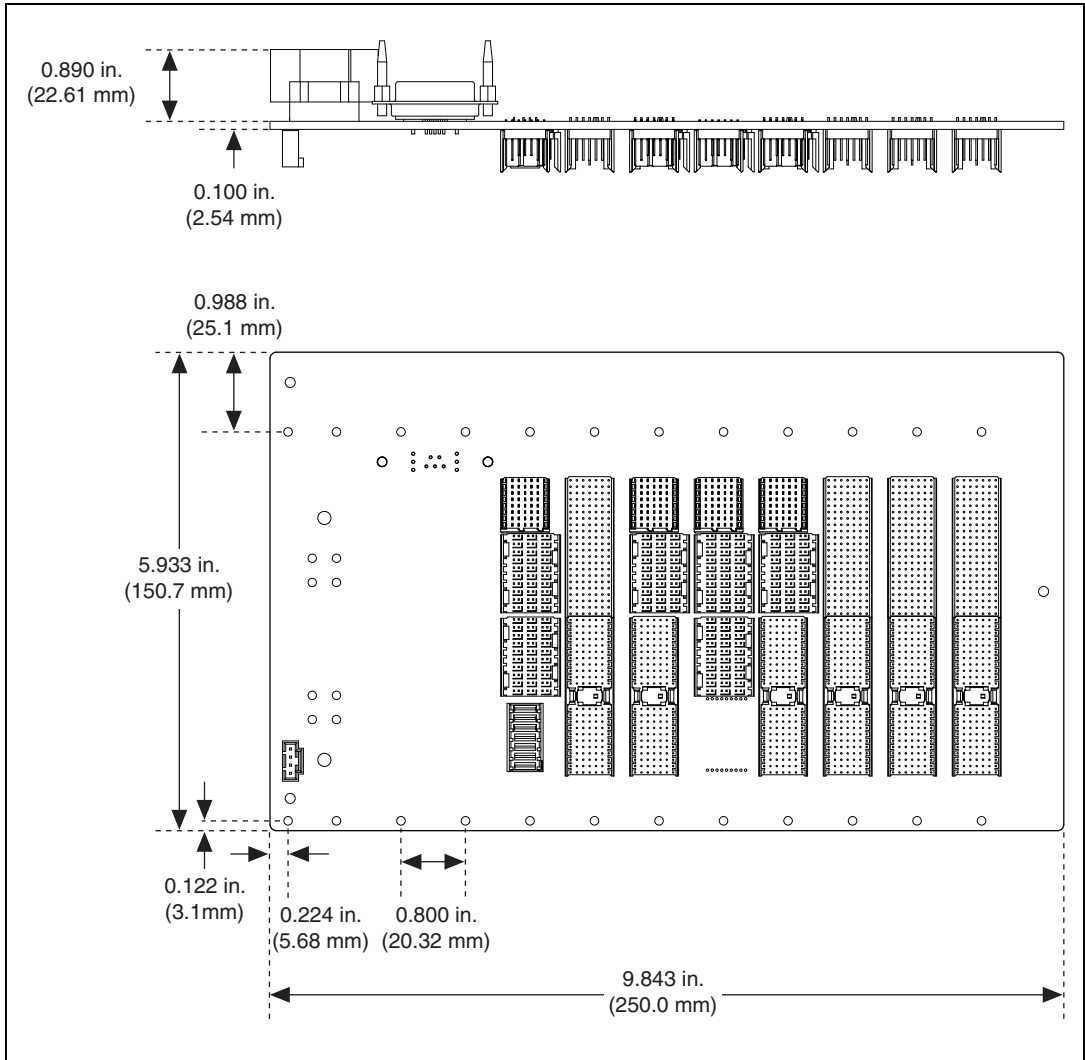 0.890 in.
(22.61 mm)
0.100 in.
(2.54 mm)
0.988 in.
(25.1 mm)
5.933 in.
(150.7 mm)
0.122 in.
(3.1mm)
0.224 in.
(5.68 mm)
0.800 in.
(20.32 mm)
9.843 in.
(250.0 mm)